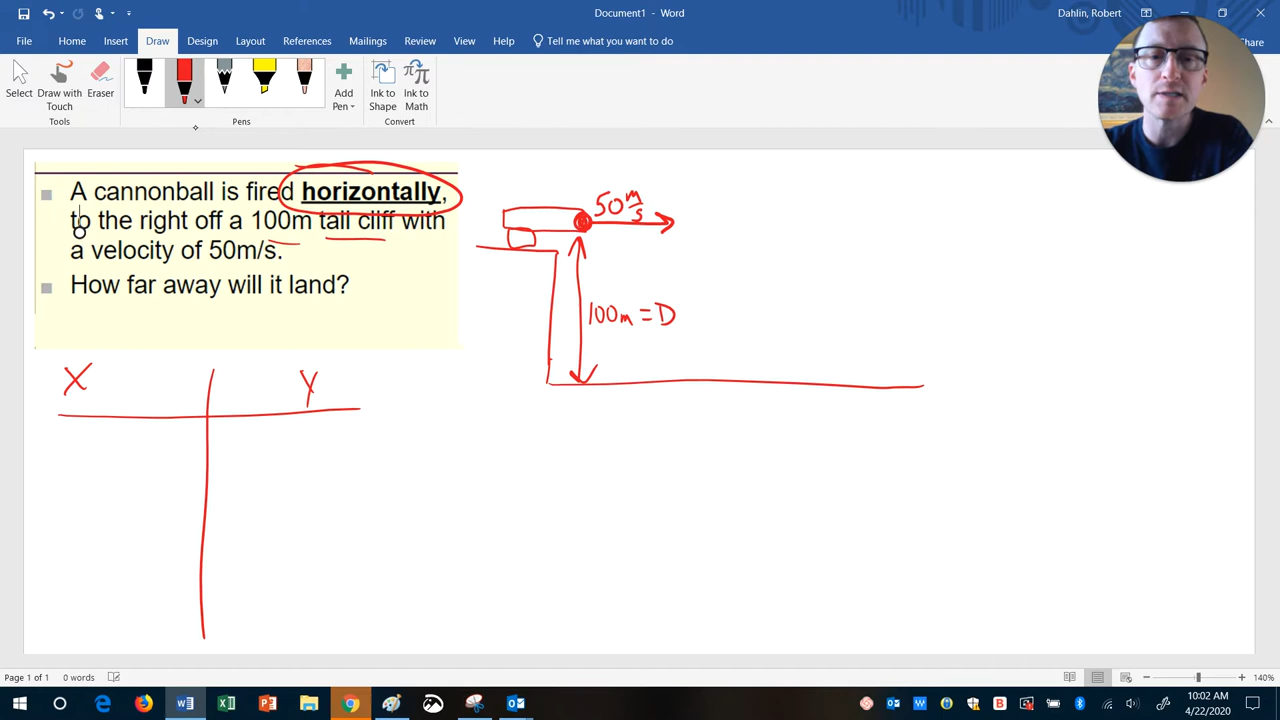 Document1 - Word
Dahlin, Robert
File Home Insert Draw Design Layout References Mailings Review View Help Tell me what you want to do
Share
Select
Draw with Touch
Eraser
Add Pen
Ink to Shape
Ink to Math
Tools
Pens
Convert
A cannonball is fired horizontally,
to the right off a 100m tall cliff with
a velocity of 50m/s.
How far away will it land?
50 m/s
100m = D
X Y
Page 1 of 1 0 words
140%
10:02 AM
4/22/2020